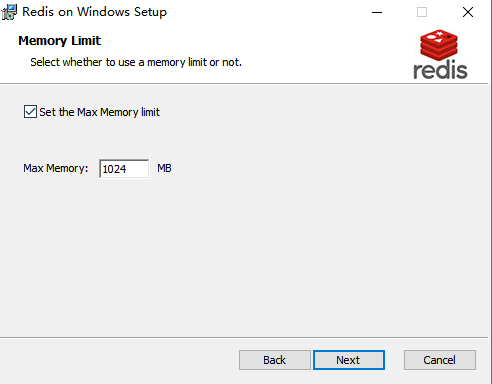 Redis on Windows Setup
Memory Limit
Select whether to use a memory limit or not.
redis
Set the Max Memory limit
Max Memory: 1024 MB
Back Next Cancel